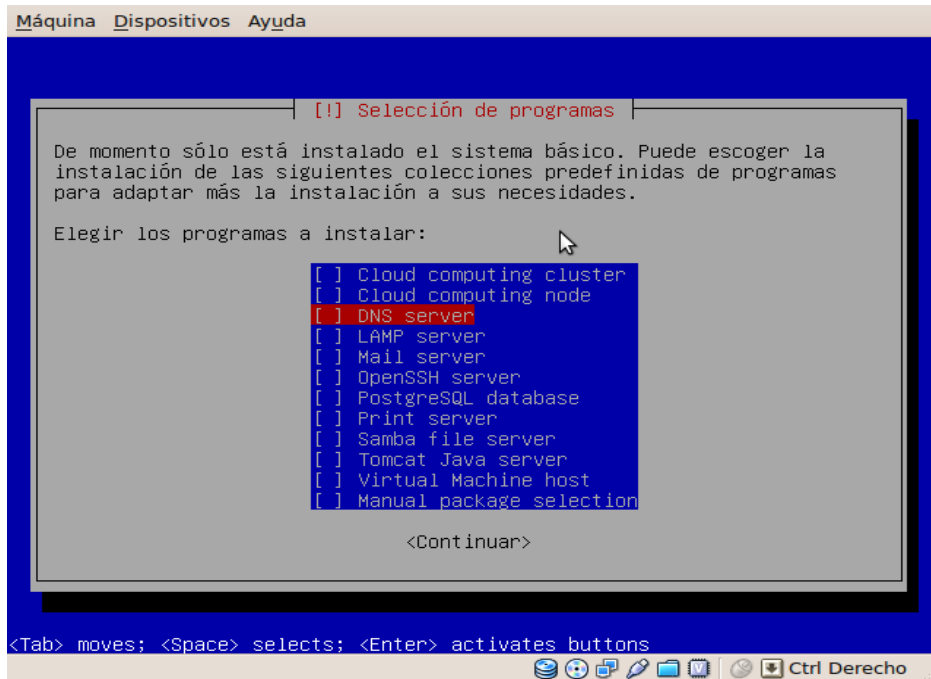 Máquina Dispositivos Ayuda
[!] Selección de programas
De momento sólo está instalado el sistema básico. Puede escoger la
instalación de las siguientes colecciones predefinidas de programas
para adaptar más la instalación a sus necesidades.
Elegir los programas a instalar:
[ ] Cloud computing cluster
[ ] Cloud computing node
[ ] DNS server
[ ] LAMP server
[ ] Mail server
[ ] OpenSSH server
[ ] PostgreSQL database
[ ] Print server
[ ] Samba file server
[ ] Tomcat Java server
[ ] Virtual Machine host
[ ] Manual package selection
<Continuar>
<Tab> moves; <Space> selects; <Enter> activates buttons
Ctrl Derecho